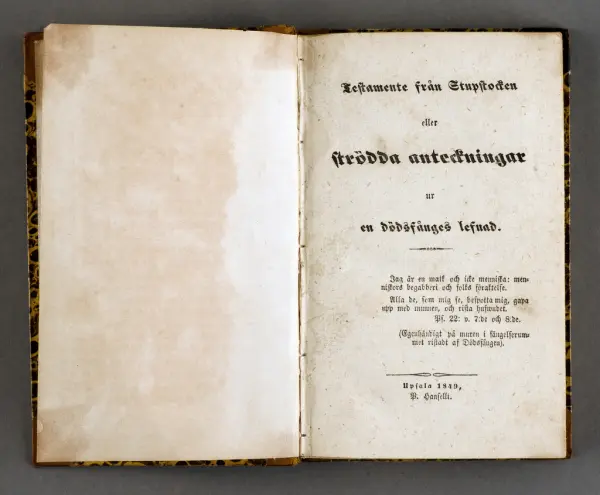 Testamente från Stupstocken
eller
strödda anteckningar
ur
en dödsfånges lefnad.
Jag är en matk och icke menniska: men-
niskors begabberi och folks föraktelse.
Alla de, som mig se, bespotta mig, gapa
upp med munnen, och rista hufwudet.
Ps. 22: v. 7:de och 8:de.
(Egenhändigt på muren i fängelserum-
met ristadt af Dödsfången).
Upsala 1849,
P. Hanselli.